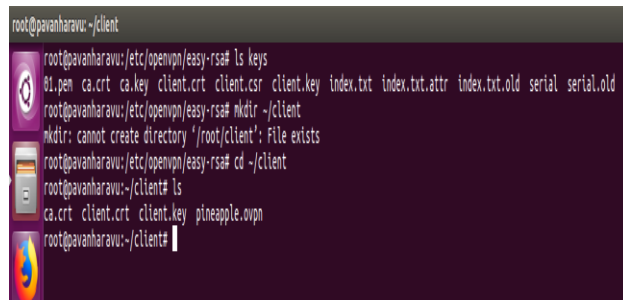 root@pavanharavu: ~/client
root@pavanharavu:/etc/openvpn/easy-rsa# ls keys
01.pem ca.crt ca.key client.crt client.csr client.key index.txt index.txt.attr index.txt.old serial serial.old
root@pavanharavu:/etc/openvpn/easy-rsa# mkdir ~/client
mkdir: cannot create directory ‘/root/client’: File exists
root@pavanharavu:/etc/openvpn/easy-rsa# cd ~/client
root@pavanharavu:~/client# ls
ca.crt client.crt client.key pineapple.ovpn
root@pavanharavu:~/client#